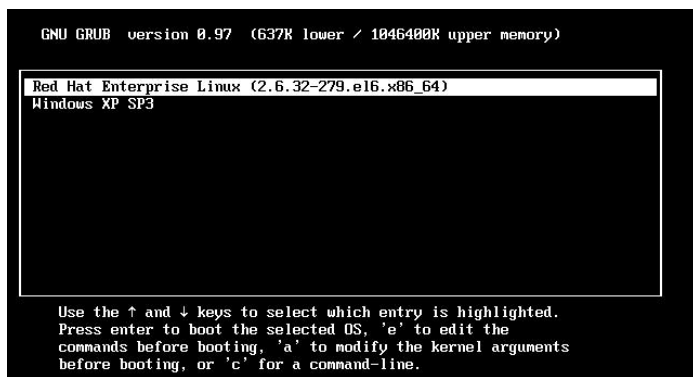 GNU GRUB  version 0.97  (637K lower / 1046400K upper memory)
Red Hat Enterprise Linux (2.6.32-279.el6.x86_64)
Windows XP SP3
Use the ↑ and ↓ keys to select which entry is highlighted.
Press enter to boot the selected OS, 'e' to edit the
commands before booting, 'a' to modify the kernel arguments
before booting, or 'c' for a command-line.